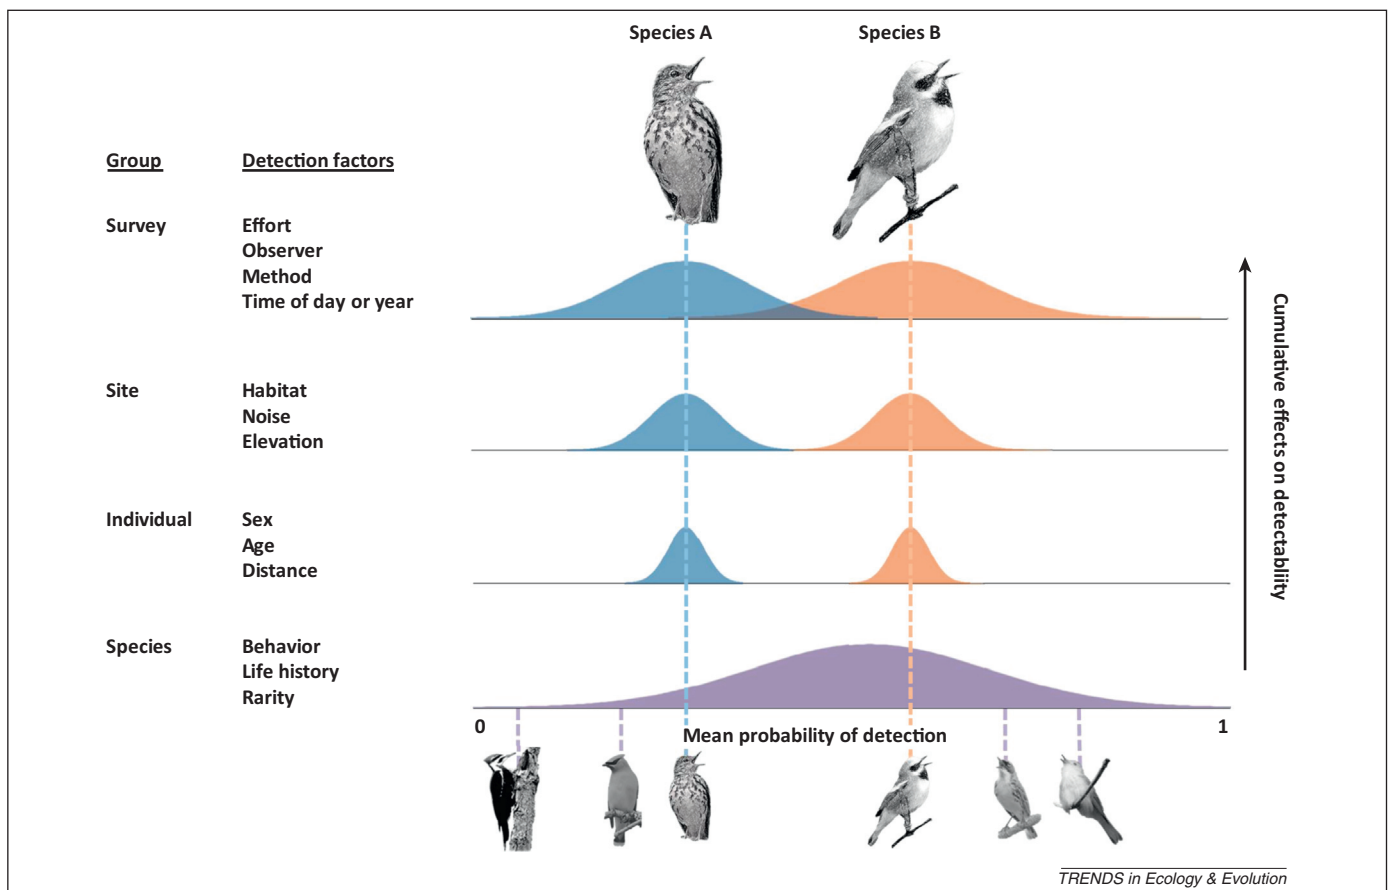 Species A
Species B
Group
Detection factors
Survey
Effort
Observer
Method
Time of day or year
Site
Habitat
Noise
Elevation
Individual
Sex
Age
Distance
Species
Behavior
Life history
Rarity
Cumulative effects on detectabliity
0
1
Mean probability of detection
TRENDS in Ecology & Evolution